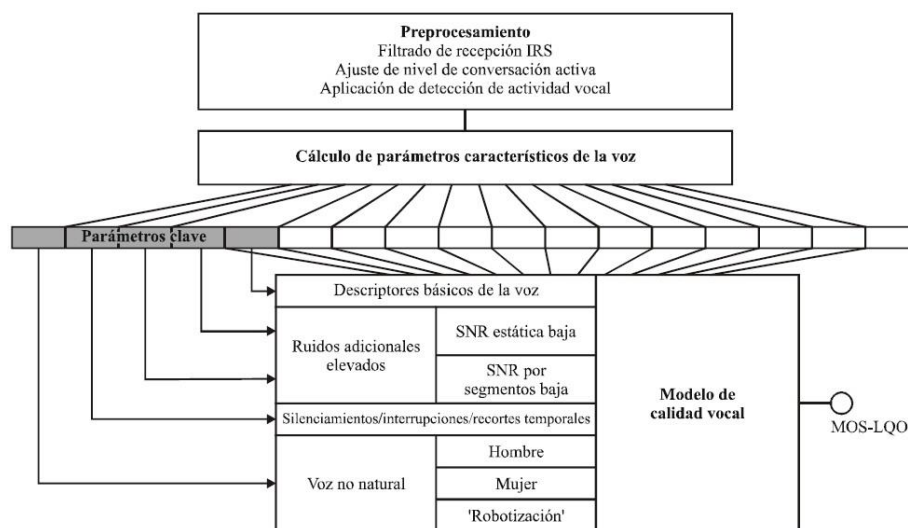 Preprocesamiento
Filtrado de recepción IRS
Ajuste de nivel de conversación activa
Aplicación de detección de actividad vocal
Cálculo de parámetros característicos de la voz
Parámetros clave
Descriptores básicos de la voz
Ruidos adicionales
elevados
SNR estática baja
SNR por
segmentos baja
Silenciamientos/interrupciones/recortes temporales
Voz no natural
Hombre
Mujer
'Robotización'
Modelo de
calidad vocal
MOS-LQO